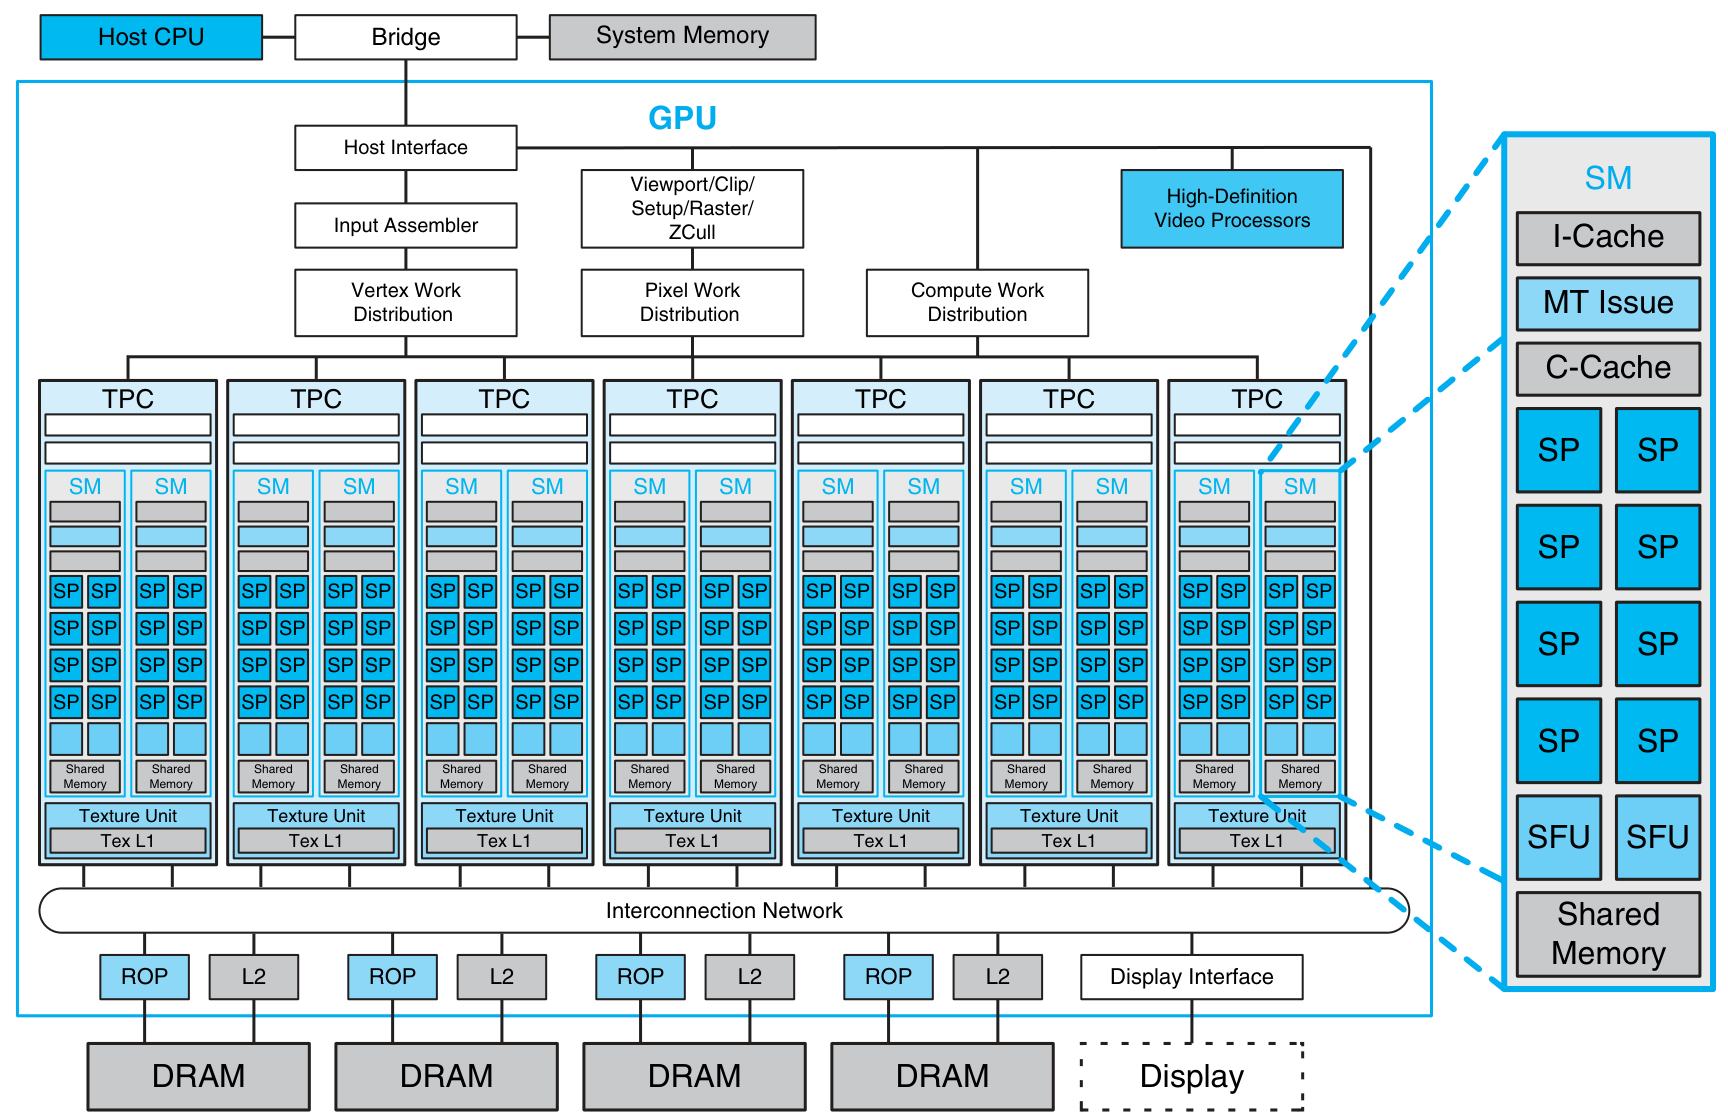 Host CPU
Bridge
System Memory
GPU
Host Interface
Viewport/Clip/
Setup/Raster/
ZCull
High-Definition
Video Processors
Input Assembler
Vertex Work
Distribution
Pixel Work
Distribution
Compute Work
Distribution
TPC TPC TPC TPC TPC TPC TPC
SM SM SM SM SM SM SM SM SM SM SM SM SM SM
SP SP SP SP SP SP SP SP SP SP SP SP SP SP SP SP SP SP SP SP SP SP SP SP SP SP SP SP
SP SP SP SP SP SP SP SP SP SP SP SP SP SP SP SP SP SP SP SP SP SP SP SP SP SP SP SP
SP SP SP SP SP SP SP SP SP SP SP SP SP SP SP SP SP SP SP SP SP SP SP SP SP SP SP SP
SP SP SP SP SP SP SP SP SP SP SP SP SP SP SP SP SP SP SP SP SP SP SP SP SP SP SP SP
Shared Shared Shared Shared Shared Shared Shared Shared Shared Shared Shared Shared Shared Shared
Memory Memory Memory Memory Memory Memory Memory Memory Memory Memory Memory Memory Memory Memory
Texture Unit Texture Unit Texture Unit Texture Unit Texture Unit Texture Unit Texture Unit
Tex L1 Tex L1 Tex L1 Tex L1 Tex L1 Tex L1 Tex L1
Interconnection Network
ROP L2 ROP L2 ROP L2 ROP L2 Display Interface
DRAM DRAM DRAM DRAM Display
SM
I-Cache
MT Issue
C-Cache
SP SP
SP SP
SP SP
SP SP
SFU SFU
Shared
Memory